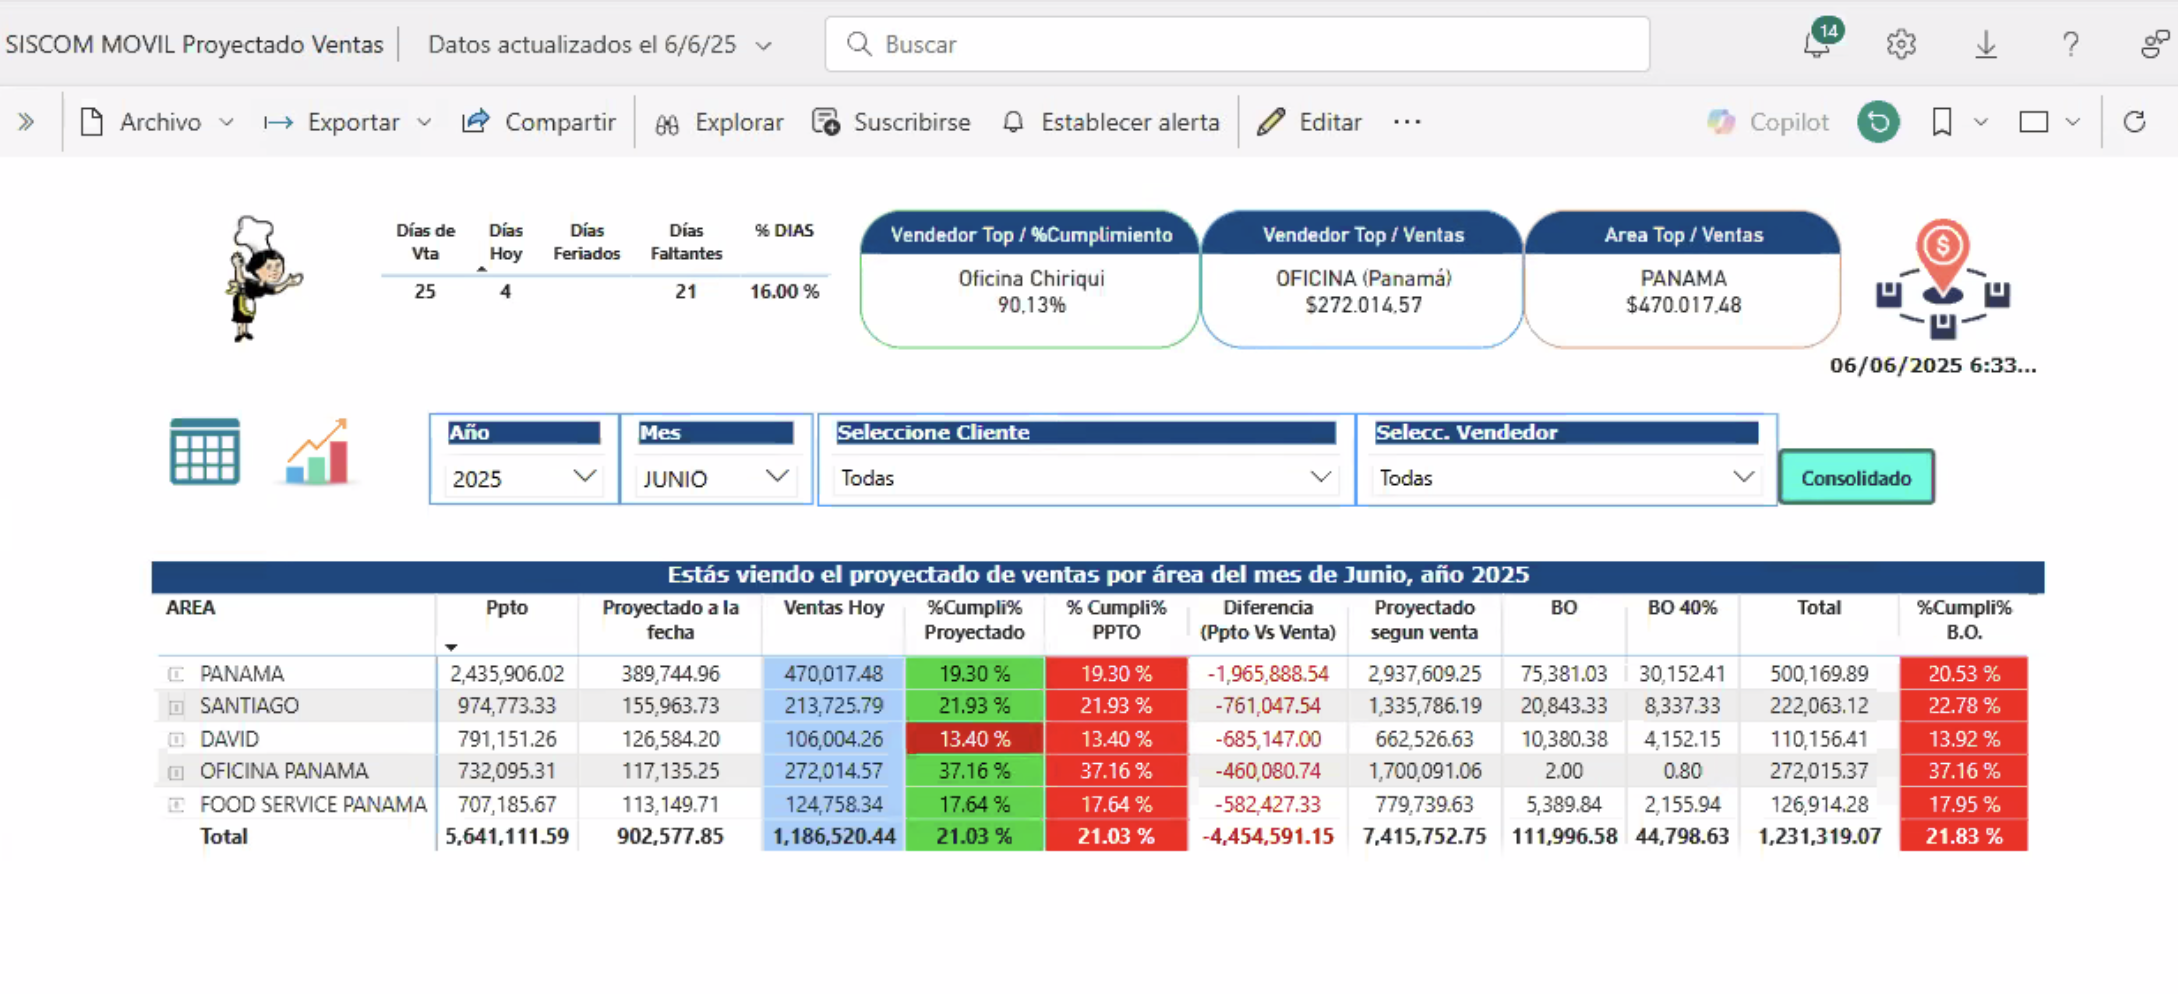 SISCOM MOVIL Proyectado Ventas Datos actualizados el 6/6/25 Buscar 14 ?
Archivo Exportar Compartir Explorar Suscribirse Establecer alerta Editar ... Copilot
Días de Vta Días Hoy Días Feriados Días Faltantes % DIAS
25 4 21 16.00 %
Vendedor Top / %Cumplimiento
Oficina Chiriqui
90,13%
Vendedor Top / Ventas
OFICINA (Panamá)
$272.014,57
Area Top / Ventas
PANAMA
$470.017,48
$
06/06/2025 6:33...
Año
2025
Mes
JUNIO
Seleccione Cliente
Todas
Selecc. Vendedor
Todas
Consolidado
Estás viendo el proyectado de ventas por área del mes de Junio, año 2025
AREA Ppto Proyectado a la fecha Ventas Hoy %Cumpli% Proyectado % Cumpli% PPTO Diferencia (Ppto Vs Venta) Proyectado segun venta BO BO 40% Total %Cumpli% B.O.
PANAMA 2,435,906.02 389,744.96 470,017.48 19.30 % 19.30 % -1,965,888.54 2,937,609.25 75,381.03 30,152.41 500,169.89 20.53 %
SANTIAGO 974,773.33 155,963.73 213,725.79 21.93 % 21.93 % -761,047.54 1,335,786.19 20,843.33 8,337.33 222,063.12 22.78 %
DAVID 791,151.26 126,584.20 106,004.26 13.40 % 13.40 % -685,147.00 662,526.63 10,380.38 4,152.15 110,156.41 13.92 %
OFICINA PANAMA 732,095.31 117,135.25 272,014.57 37.16 % 37.16 % -460,080.74 1,700,091.06 2.00 0.80 272,015.37 37.16 %
FOOD SERVICE PANAMA 707,185.67 113,149.71 124,758.34 17.64 % 17.64 % -582,427.33 779,739.63 5,389.84 2,155.94 126,914.28 17.95 %
Total 5,641,111.59 902,577.85 1,186,520.44 21.03 % 21.03 % -4,454,591.15 7,415,752.75 111,996.58 44,798.63 1,231,319.07 21.83 %